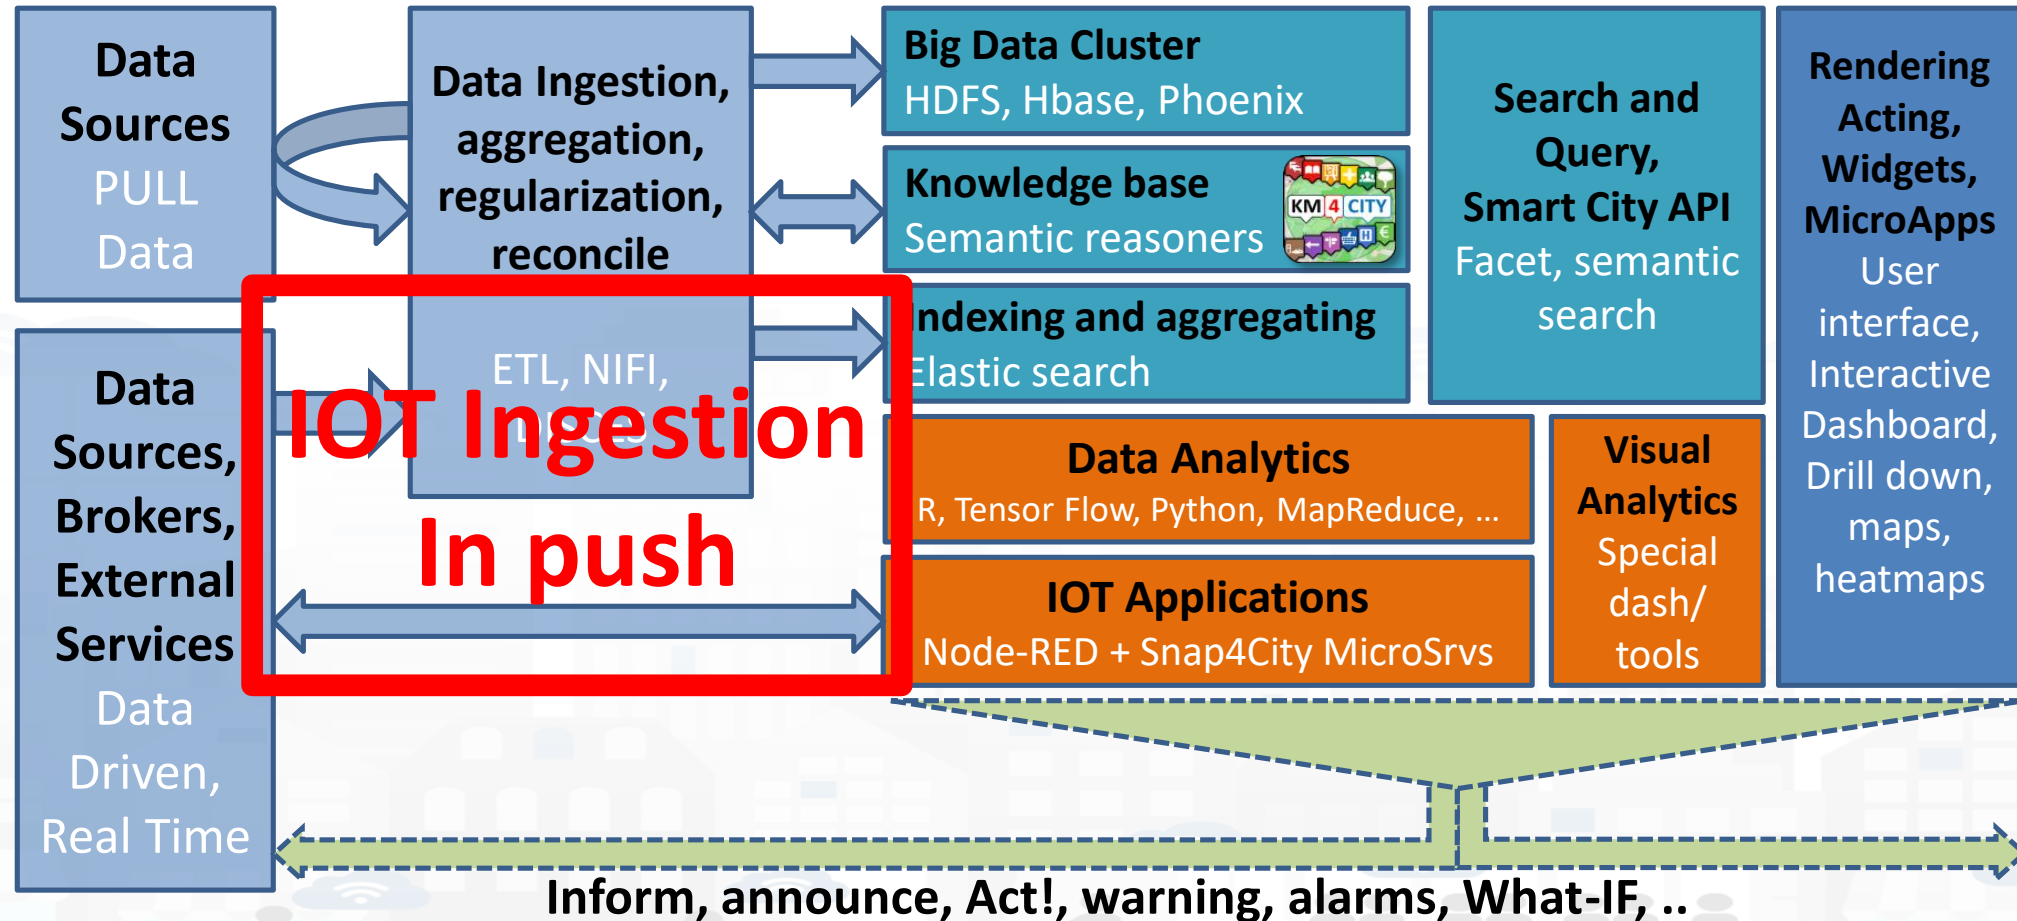 Data
Sources
PULL
Data
Data
Sources,
Brokers,
External
Services
Data
Driven,
Real Time
Data Ingestion,
aggregation,
regularization,
reconcile
ETL, NIFI,
IOT Ingestion
In push
Big Data Cluster
HDFS, Hbase, Phoenix
Knowledge base
Semantic reasoners
KM 4 CITY
Indexing and aggregating
Elastic search
Data Analytics
R, Tensor Flow, Python, MapReduce, ...
IOT Applications
Node-RED + Snap4City MicroSrvs
Search and
Query,
Smart City API
Facet, semantic
search
Visual
Analytics
Special
dash/
tools
Rendering
Acting,
Widgets,
MicroApps
User
interface,
Interactive
Dashboard,
Drill down,
maps,
heatmaps
Inform, announce, Act!, warning, alarms, What-IF, ..